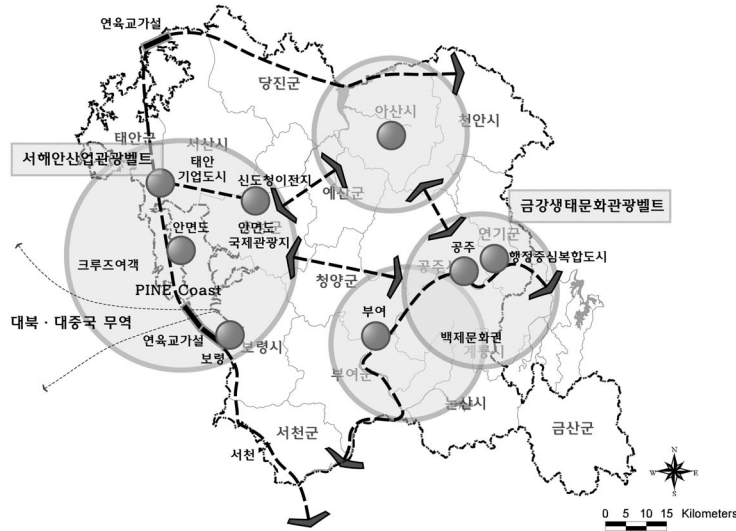 연육교가설
당진군
아산시
천안시
태안군
서산시
서해안산업관광벨트
태안
기업도시
신도청이전지
예산군
금강생태문화관광벨트
안면도
안면도
국제관광지
연기군
공주
행정중심복합도시
크루즈여객
청양군
PINE Coast
대북·대중국 무역
부여
연육교가설
보령
보령시
백제문화권
계룡시
부여군
논산시
서천군
금산군
서천
N
W
E
S
0 5 10 15 Kilometers